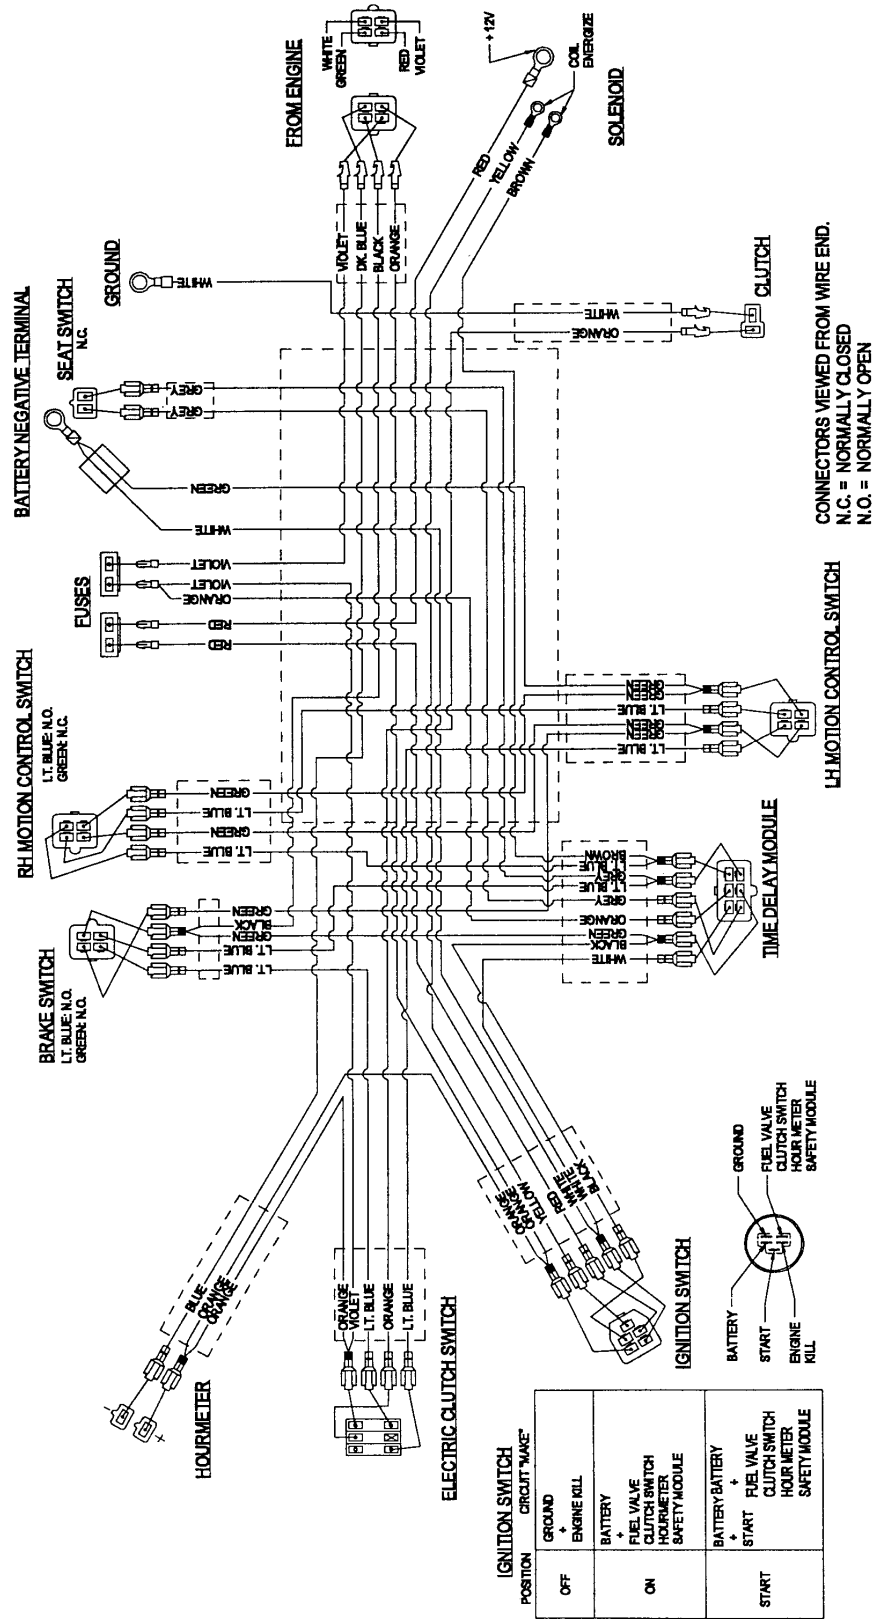 FROM ENGINE
WHITE
GREEN
RED
VIOLET
+ 12V
COIL
ENERGIZE
SOLENOID
RED
YELLOW
BROWN
VIOLET
DK. BLUE
BLACK
ORANGE
GROUND
WHITE
BATTERY NEGATIVE TERMINAL
SEAT SWITCH
N.C.
GREY
GREY
GREEN
WHITE
FUSES
VIOLET
VIOLET
ORANGE
RED
RED
CLUTCH
WHITE
ORANGE
CONNECTORS VIEWED FROM WIRE END.
N.C. = NORMALLY CLOSED
N.O. = NORMALLY OPEN
RH MOTION CONTROL SWITCH
LT. BLUE: N.O.
GREEN: N.C.
GREEN
LT. BLUE
GREEN
LT. BLUE
LH MOTION CONTROL SWITCH
GREEN
GREEN
LT. BLUE
GREEN
GREEN
LT. BLUE
BRAKE SWITCH
LT. BLUE: N.O.
GREEN: N.O.
GREEN
BLACK
GREEN
LT. BLUE
LT. BLUE
TIME DELAY MODULE
BROWN
LT. BLUE
GREY
LT. BLUE
GREY
ORANGE
GREEN
BLACK
WHITE
HOURMETER
BLUE
ORANGE
ORANGE
-
+
ELECTRIC CLUTCH SWITCH
ORANGE
VIOLET
LT. BLUE
ORANGE
LT. BLUE
IGNITION SWITCH
ORANGE
ORANGE
YELLOW
RED
WHITE
WHITE
BLACK
GROUND
FUEL VALVE
CLUTCH SWITCH
HOUR METER
SAFETY MODULE
BATTERY
START
ENGINE
KILL
IGNITION SWITCH
POSITION CIRCUIT "MAKE"
OFF
GROUND
+
ENGINE KILL
ON
BATTERY
+
FUEL VALVE
CLUTCH SWITCH
HOURMETER
SAFETY MODULE
START
BATTERY BATTERY
+ +
START FUEL VALVE
CLUTCH SWITCH
HOUR METER
SAFETY MODULE